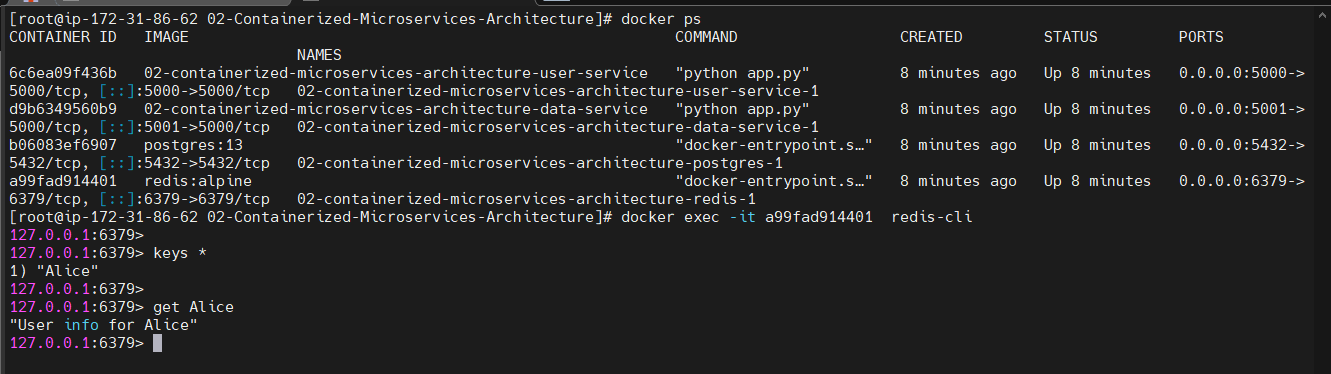 [root@ip-172-31-86-62 02-Containerized-Microservices-Architecture]# docker ps
CONTAINER ID   IMAGE                                                      COMMAND                  CREATED         STATUS         PORTS
                                NAMES
6c6ea09f436b   02-containerized-microservices-architecture-user-service   "python app.py"          8 minutes ago   Up 8 minutes   0.0.0.0:5000->
5000/tcp, [::]:5000->5000/tcp   02-containerized-microservices-architecture-user-service-1
d9b6349560b9   02-containerized-microservices-architecture-data-service   "python app.py"          8 minutes ago   Up 8 minutes   0.0.0.0:5001->
5000/tcp, [::]:5001->5000/tcp   02-containerized-microservices-architecture-data-service-1
b06083ef6907   postgres:13                                                "docker-entrypoint.s…"   8 minutes ago   Up 8 minutes   0.0.0.0:5432->
5432/tcp, [::]:5432->5432/tcp   02-containerized-microservices-architecture-postgres-1
a99fad914401   redis:alpine                                               "docker-entrypoint.s…"   8 minutes ago   Up 8 minutes   0.0.0.0:6379->
6379/tcp, [::]:6379->6379/tcp   02-containerized-microservices-architecture-redis-1
[root@ip-172-31-86-62 02-Containerized-Microservices-Architecture]# docker exec -it a99fad914401  redis-cli
127.0.0.1:6379>
127.0.0.1:6379> keys *
1) "Alice"
127.0.0.1:6379>
127.0.0.1:6379> get Alice
"User info for Alice"
127.0.0.1:6379>